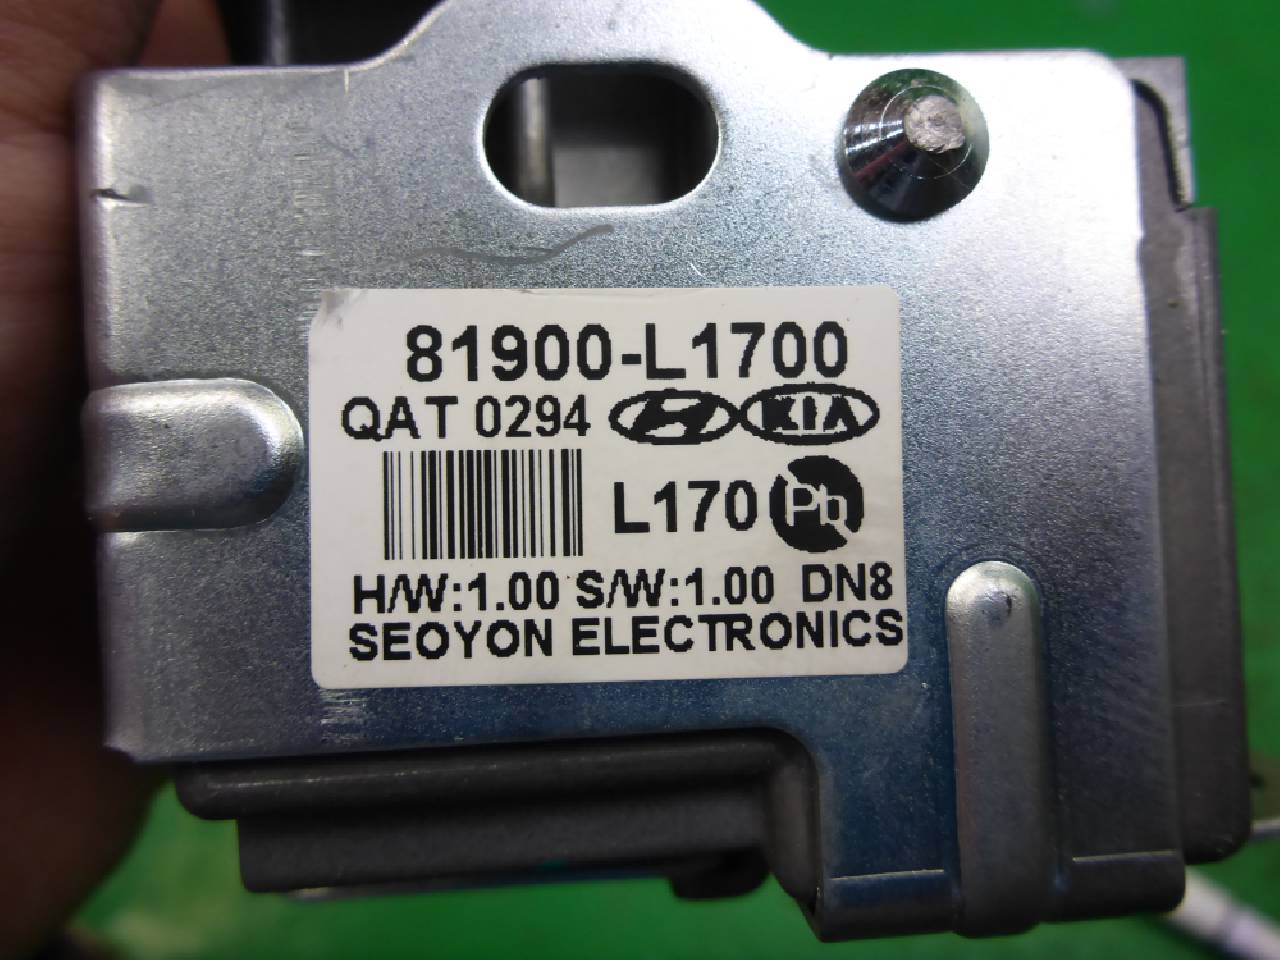 81900-L1700
QAT 0294 KIA
L170 Pb
H/W:1.00 S/W:1.00 DN8
SEOYON ELECTRONICS